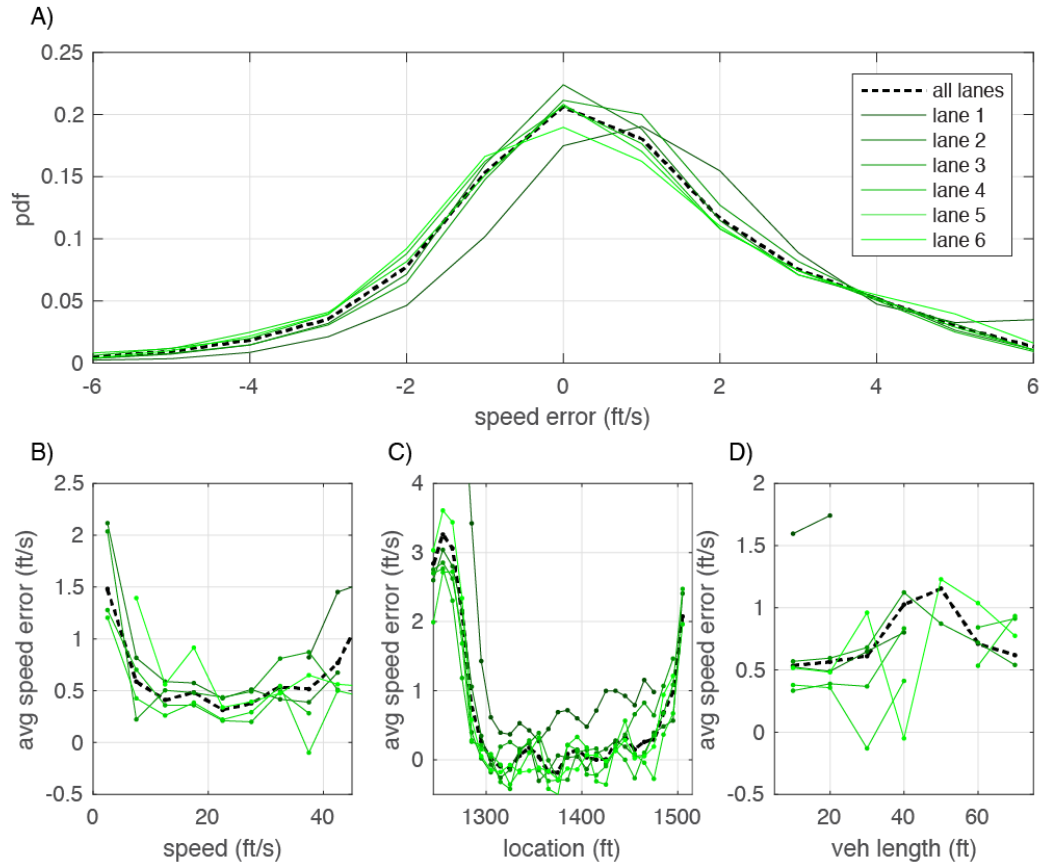 A)
0.25
0.2
0.15
0.1
0.05
0
pdf
-6
-4
-2
0
2
4
6
speed error (ft/s)
all lanes
lane 1
lane 2
lane 3
lane 4
lane 5
lane 6
B)
2.5
2
1.5
1
0.5
0
-0.5
avg speed error (ft/s)
0
20
40
speed (ft/s)
C)
4
3
2
1
0
avg speed error (ft/s)
1300
1400
1500
location (ft)
D)
2
1.5
1
0.5
0
-0.5
avg speed error (ft/s)
20
40
60
veh length (ft)